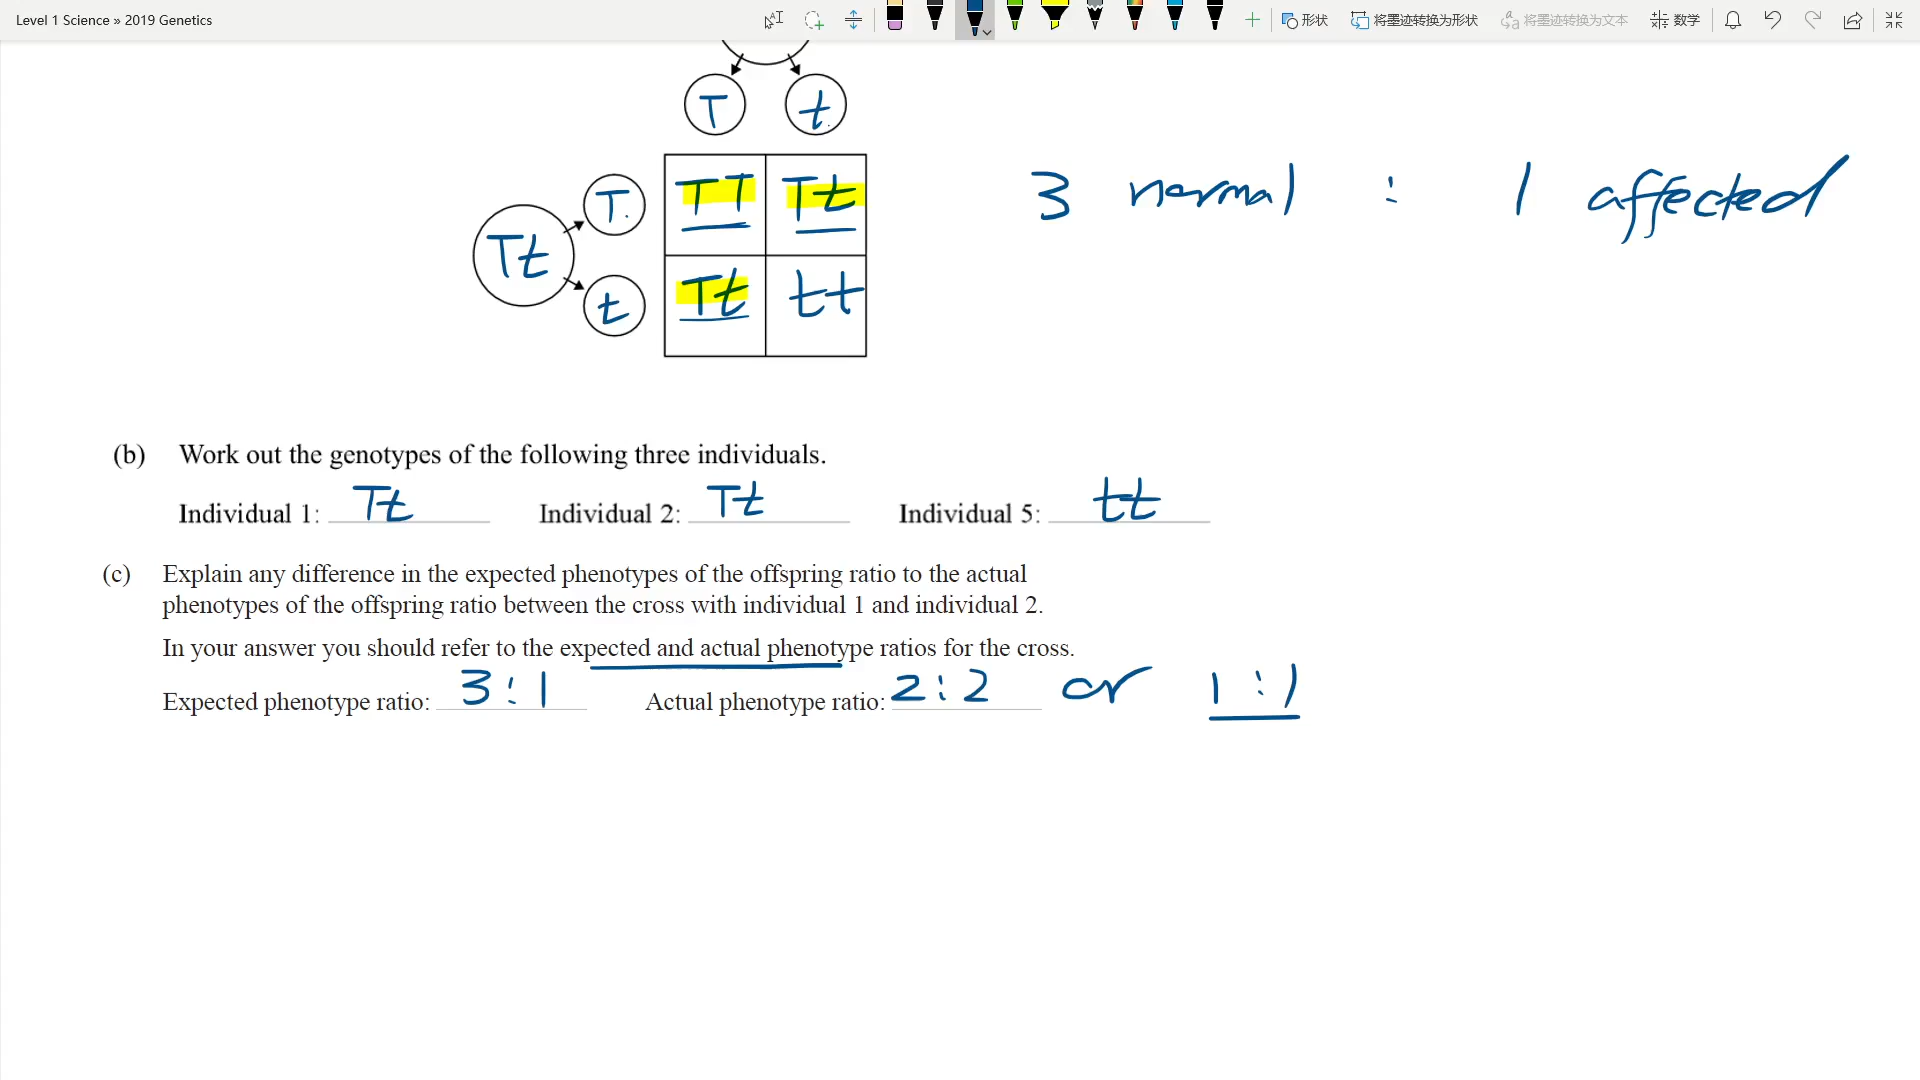 Level 1 Science » 2019 Genetics
形状 将墨迹转换为形状 将墨迹转换为文本 数学
T t
T. TT Tt 3 normal : 1 affected
Tt
t Tt tt
(b) Work out the genotypes of the following three individuals.
Individual 1: Tt Individual 2: Tt Individual 5: tt
(c) Explain any difference in the expected phenotypes of the offspring ratio to the actual
phenotypes of the offspring ratio between the cross with individual 1 and individual 2.
In your answer you should refer to the expected and actual phenotype ratios for the cross.
Expected phenotype ratio: 3:1 Actual phenotype ratio: 2:2 or 1:1